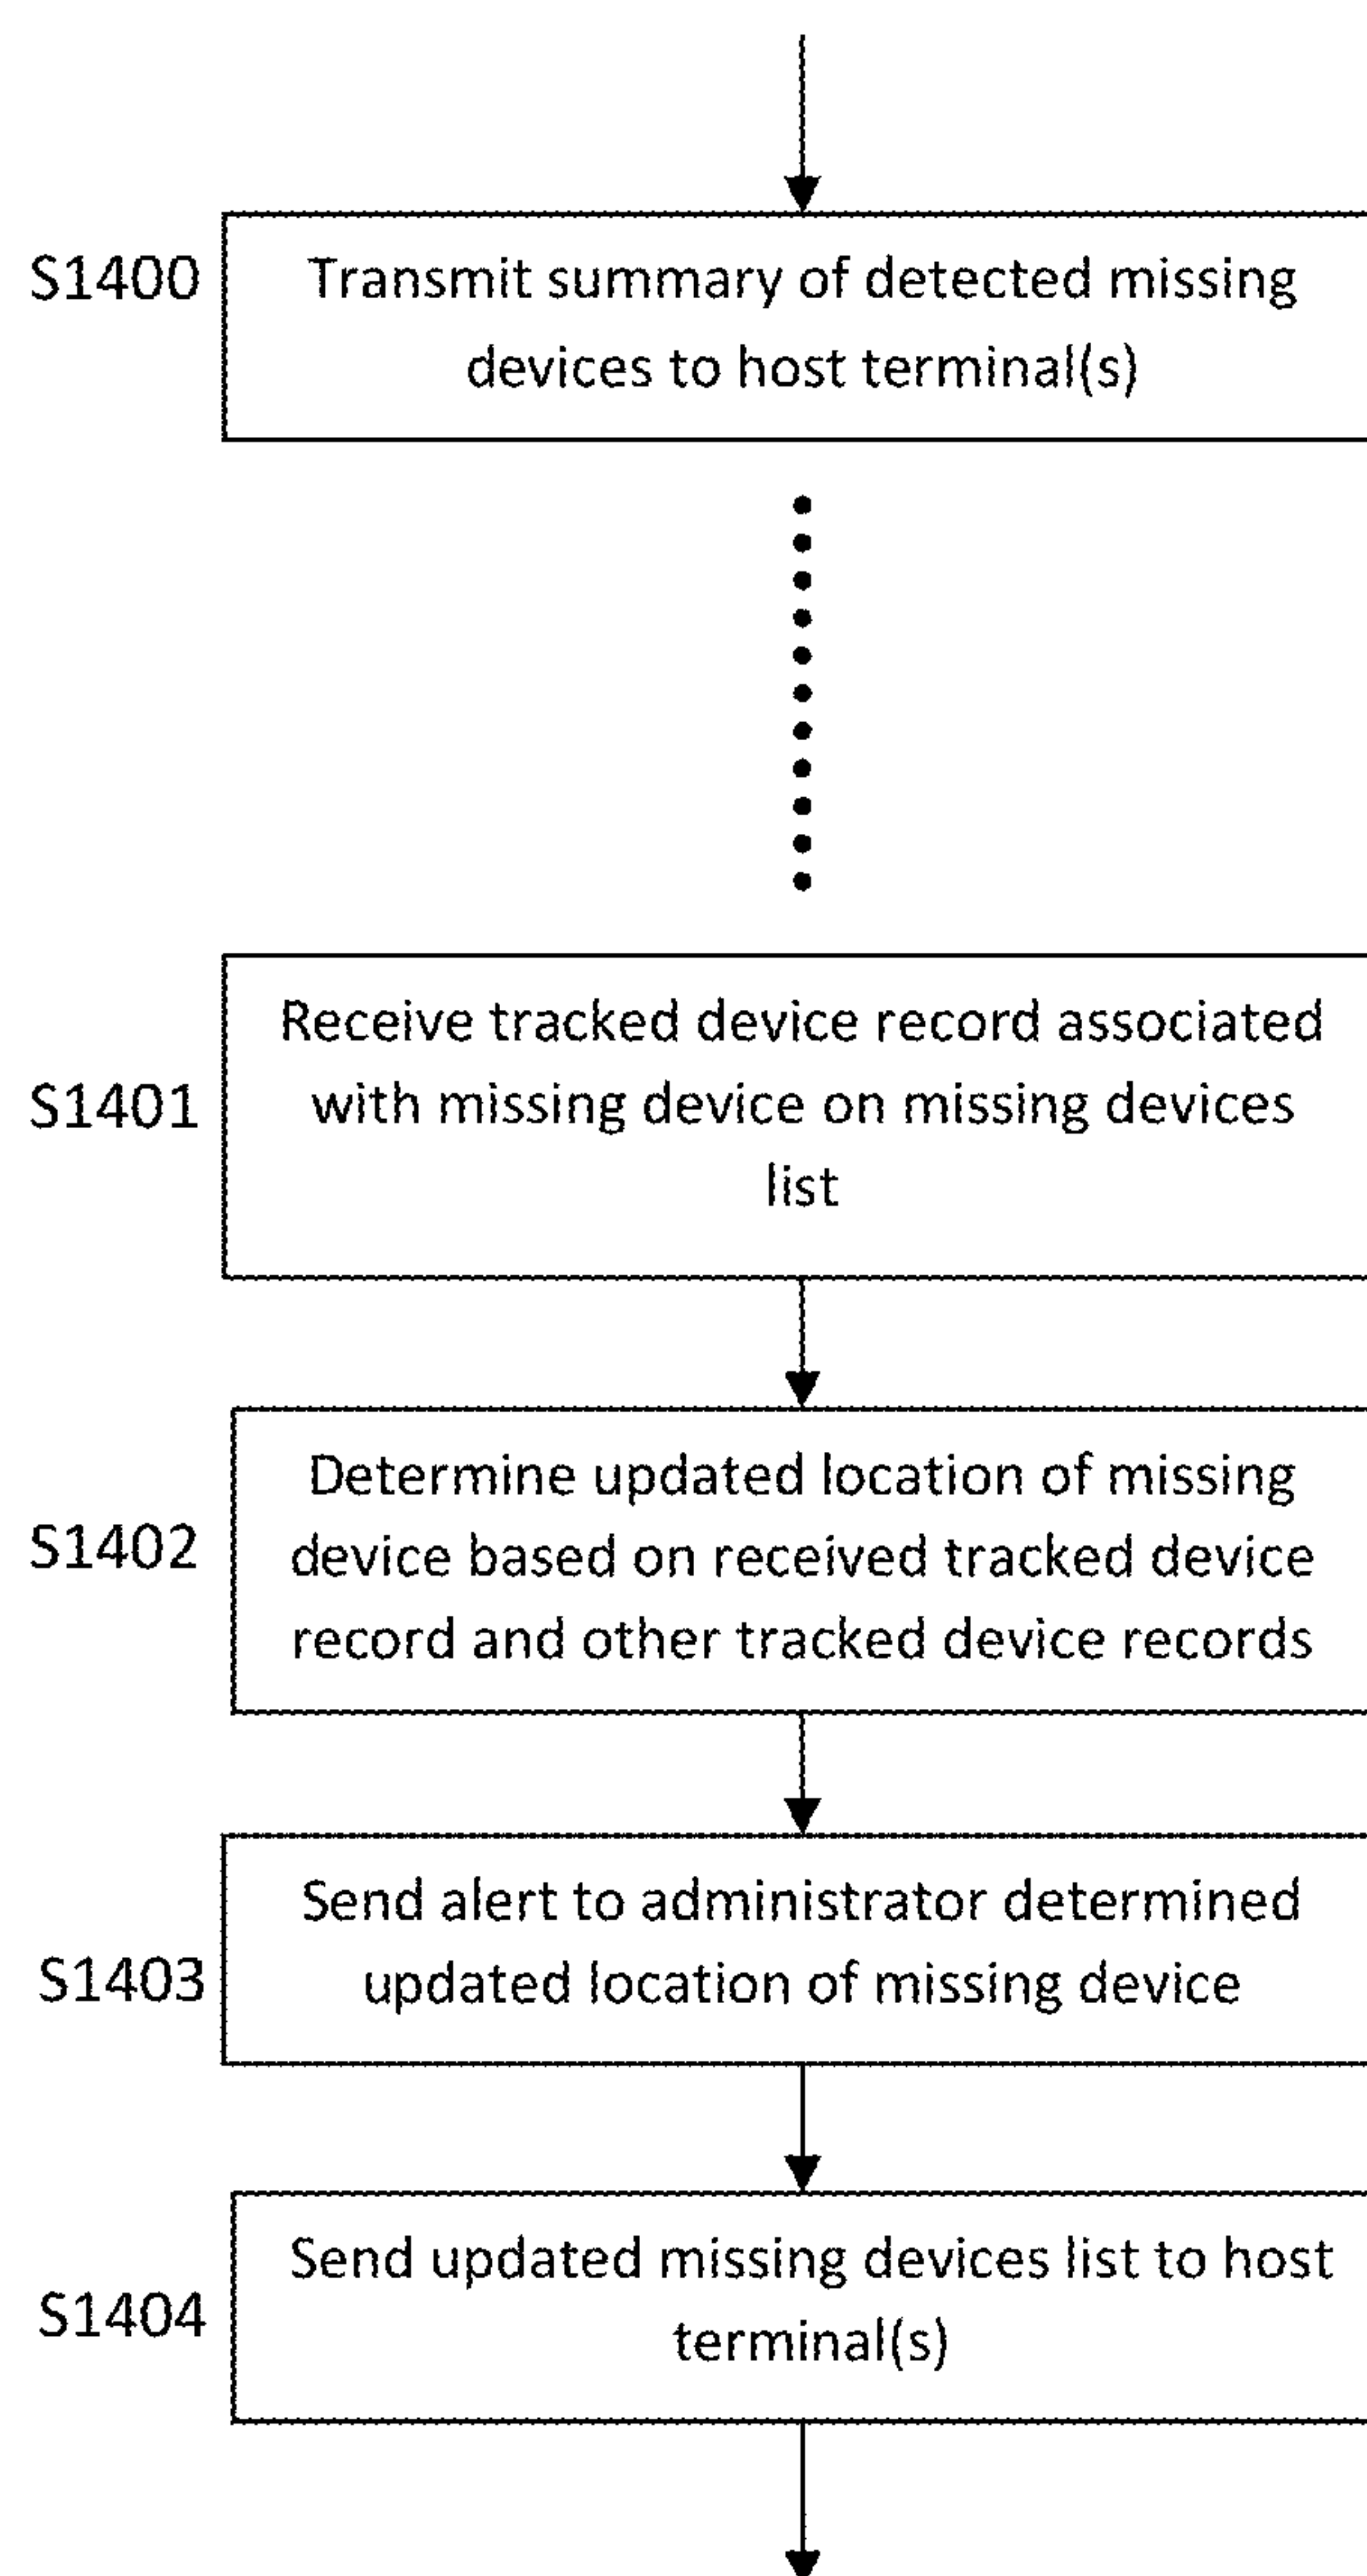 S1400
Transmit summary of detected missing
devices to host terminal(s)
S1401
Receive tracked device record associated
with missing device on missing devices
list
S1402
Determine updated location of missing
device based on received tracked device
record and other tracked device records
S1403
Send alert to administrator determined
updated location of missing device
S1404
Send updated missing devices list to host
terminal(s)